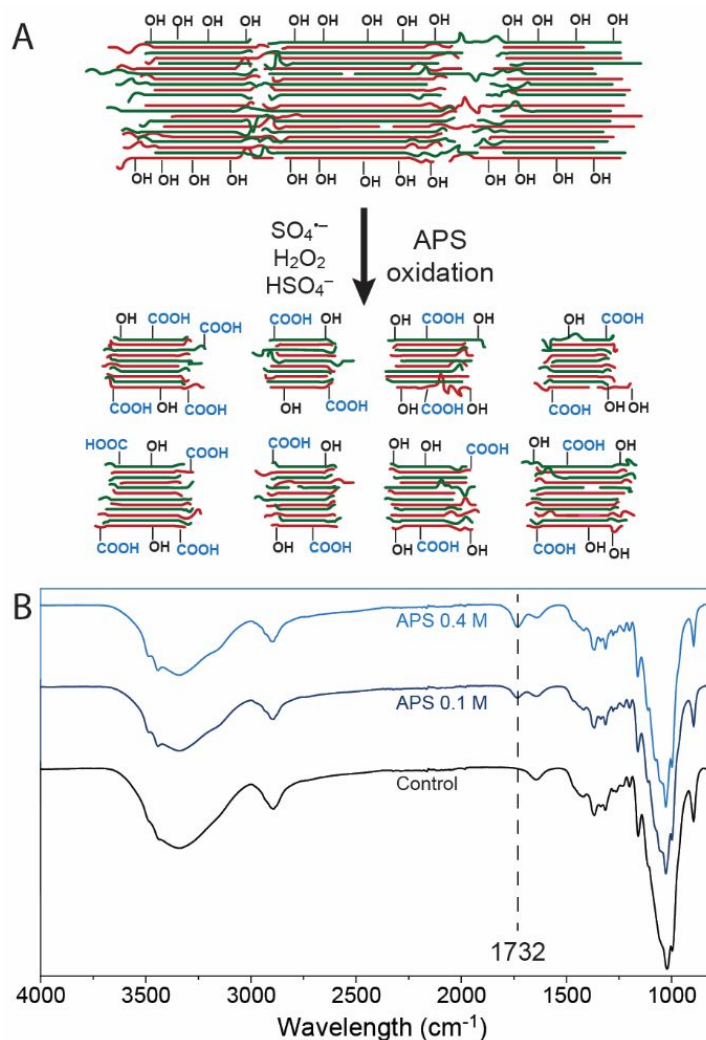 A
OH OH OH OH OH OH OH OH OH OH OH OH OH
OH OH OH OH OH OH OH OH OH OH OH OH OH
SO₄•−
H₂O₂
HSO₄−
APS
oxidation
OH COOH COOH COOH OH OH COOH OH OH COOH
COOH OH COOH OH COOH OH COOH OH COOH OH OH
HOOC OH COOH COOH OH OH OH COOH OH COOH OH
COOH OH COOH COOH OH COOH OH COOH OH OH
B
APS 0.4 M
APS 0.1 M
Control
1732
4000 3500 3000 2500 2000 1500 1000
Wavelength (cm⁻¹)